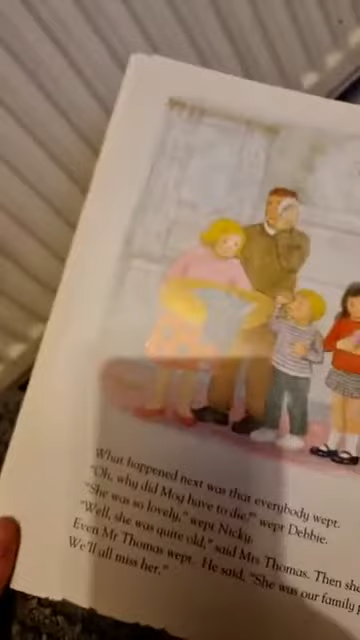 What happened next was that everybody wept.
"Oh, why did Mog have to die?" wept Debbie.
"She was so lovely," wept Nicky.
"Well, she was quite old," said Mrs Thomas. Then she
Even Mr Thomas wept. He said, "She was our family
We'll all miss her."